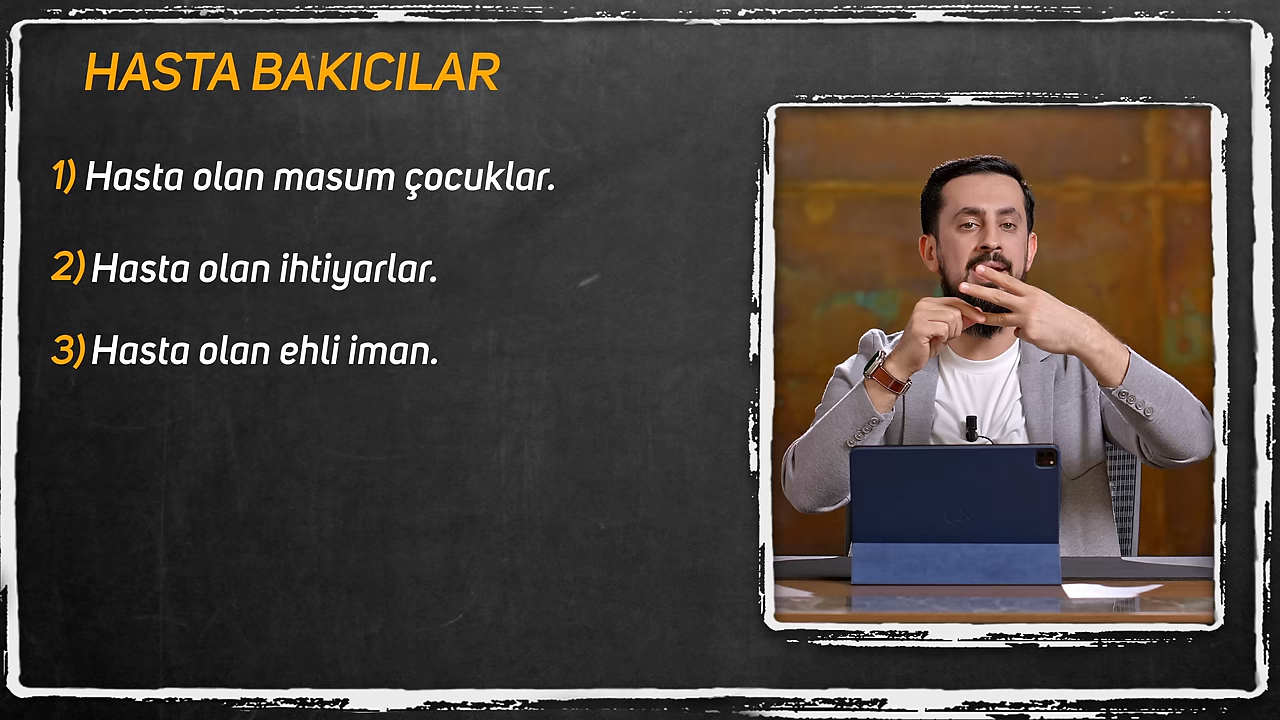 HASTA BAKICILAR
1) Hasta olan masum çocuklar.
2) Hasta olan ihtiyarlar.
3) Hasta olan ehli iman.